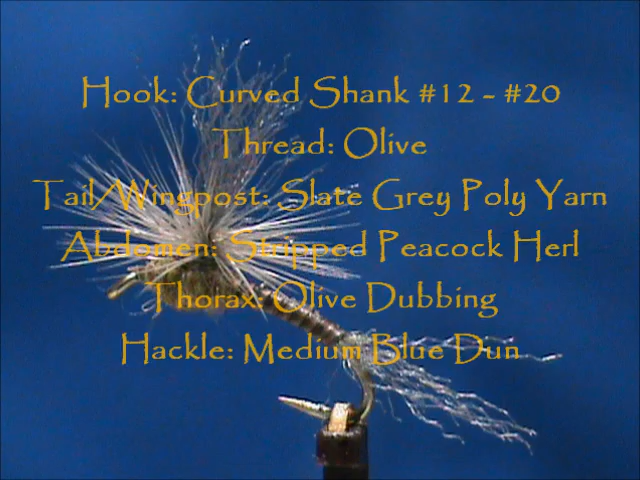 Hook: Curved Shank #12 - #20
Thread: Olive
Tail/Wingpost: Slate Grey Poly Yarn
Abdomen: Stripped Peacock Herl
Thorax: Olive Dubbing
Hackle: Medium Blue Dun